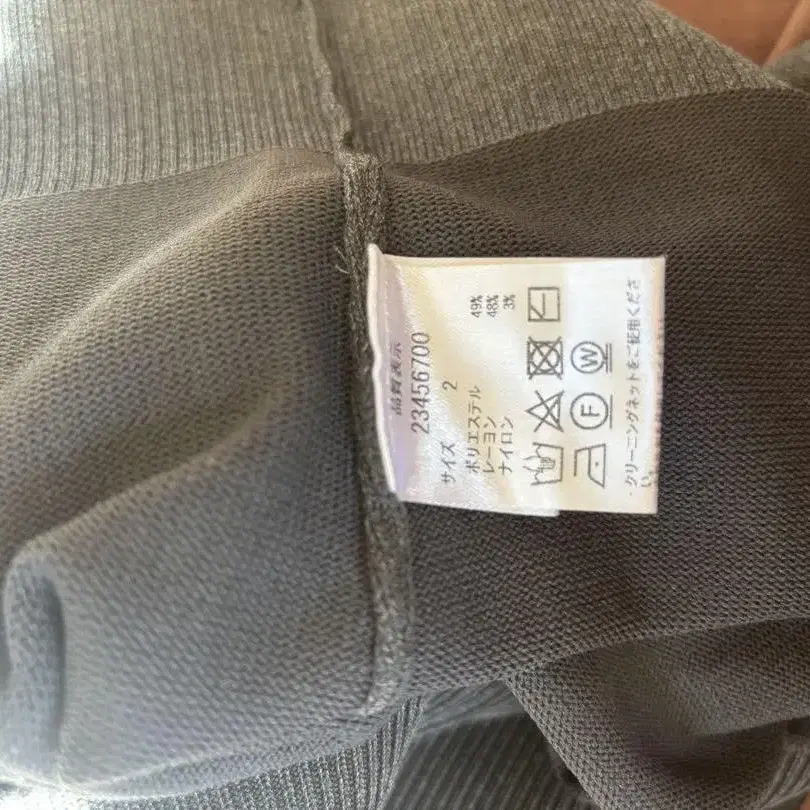 品質表示
23456700
サイズ 2
ポリエステル 49%
レーヨン 48%
ナイロン 3%
F W
・クリーニングネットをご使用くださ
い。